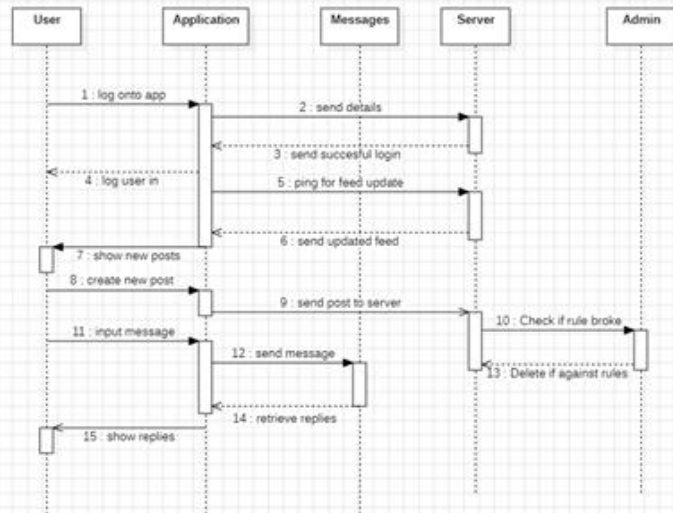 User Application Messages Server Admin
1 : log onto app
2 : send details
3 : send succesful login
4 : log user in
5 : ping for feed update
6 : send updated feed
7 : show new posts
8 : create new post
9 : send post to server
10 : Check if rule broke
11 : input message
12 : send message
13 : Delete if against rules
14 : retrieve replies
15 : show replies